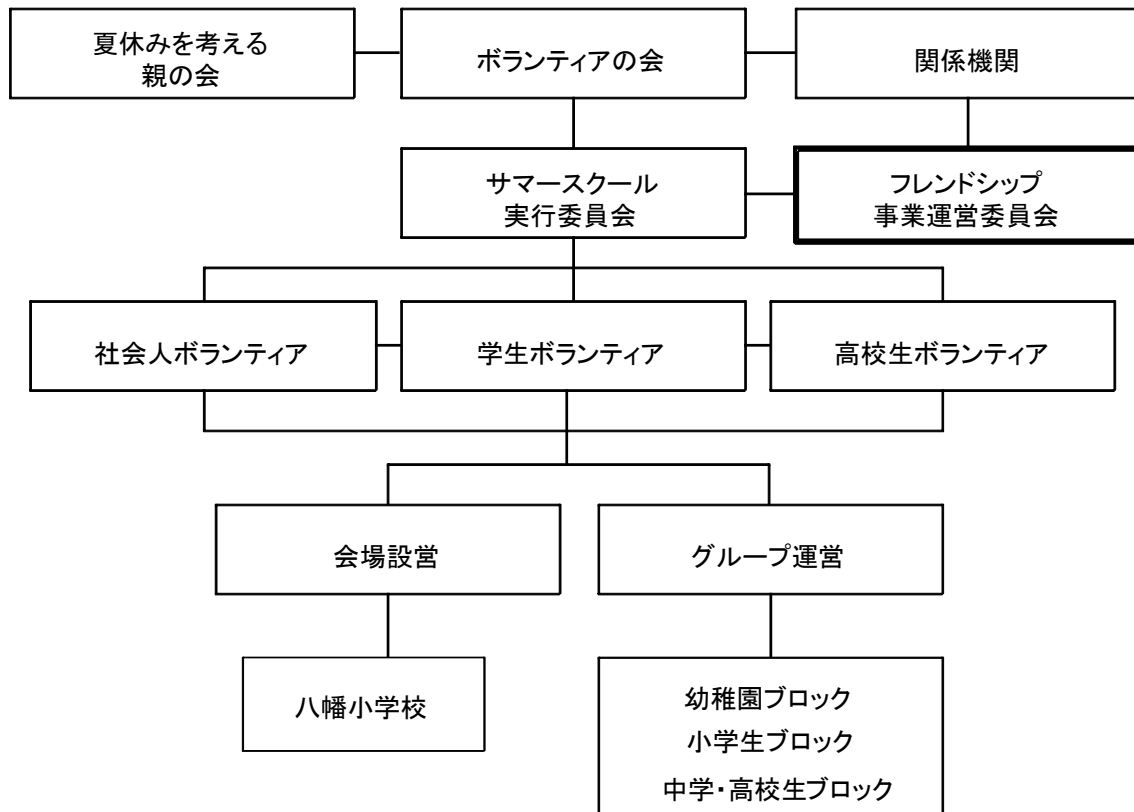 夏休みを考える
親の会
ボランティアの会
関係機関
サマースクール
実行委員会
フレンドシップ
事業運営委員会
社会人ボランティア
学生ボランティア
高校生ボランティア
会場設営
グループ運営
八幡小学校
幼稚園ブロック
小学生ブロック
中学・高校生ブロック